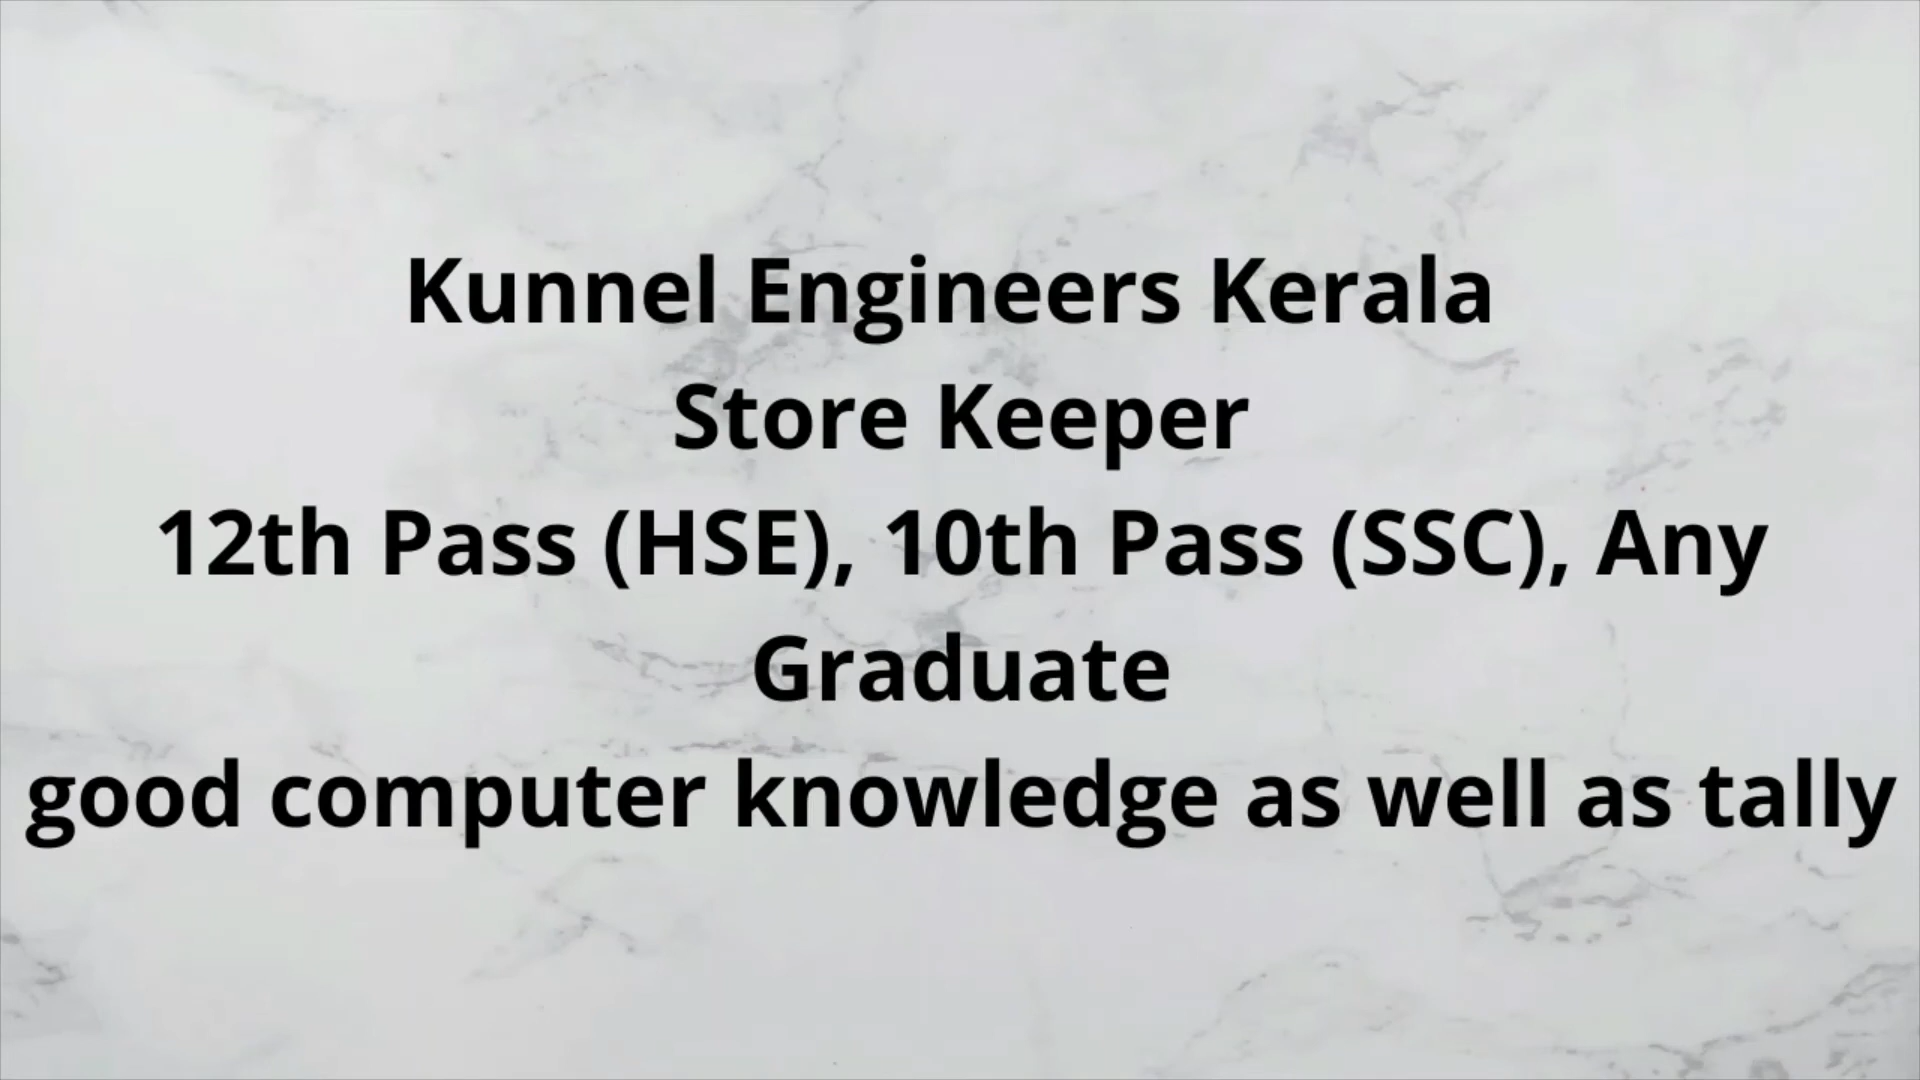 Kunnel Engineers Kerala
Store Keeper
12th Pass (HSE), 10th Pass (SSC), Any
Graduate
good computer knowledge as well as tally